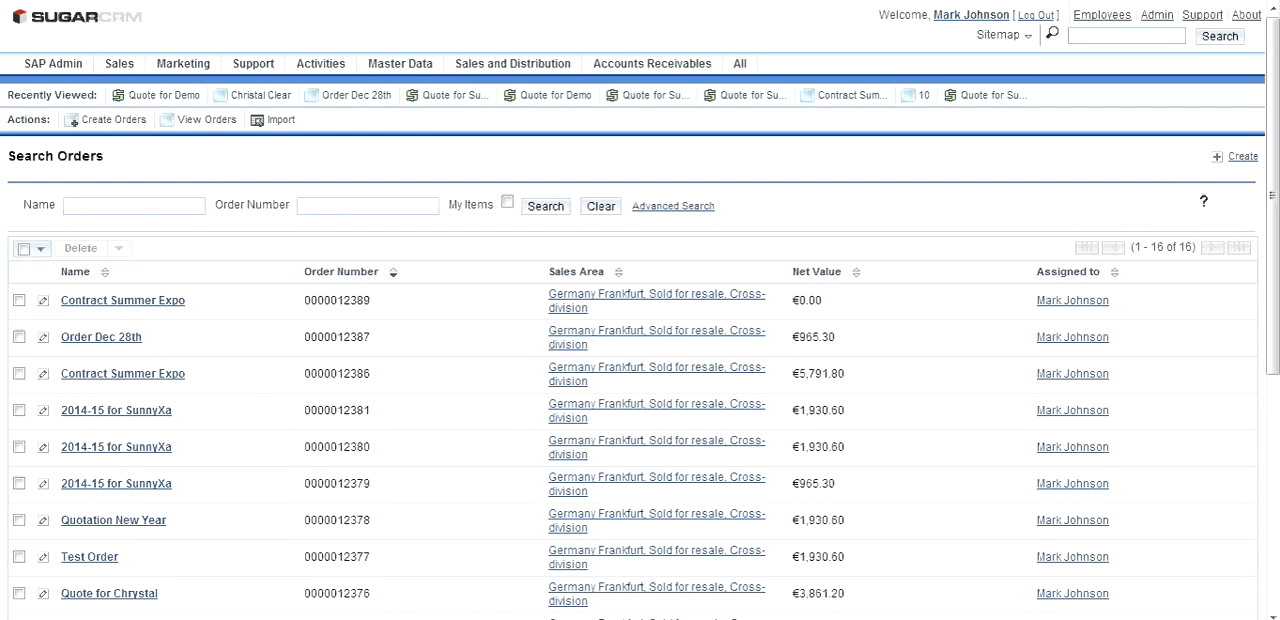 SUGARCRM
Welcome, Mark Johnson [ Log Out ] Employees Admin Support About
Sitemap Search
SAP Admin Sales Marketing Support Activities Master Data Sales and Distribution Accounts Receivables All
Recently Viewed: Quote for Demo Christal Clear Order Dec 28th Quote for Su... Quote for Demo Quote for Su... Quote for Su... Contract Sum... 10 Quote for Su...
Actions: Create Orders View Orders Import
Search Orders
Create
Name Order Number My Items Search Clear Advanced Search ?
Delete (1 - 16 of 16)
Name Order Number Sales Area Net Value Assigned to
Contract Summer Expo 0000012389 Germany Frankfurt, Sold for resale, Cross- €0.00 Mark Johnson
division
Order Dec 28th 0000012387 Germany Frankfurt, Sold for resale, Cross- €965.30 Mark Johnson
division
Contract Summer Expo 0000012386 Germany Frankfurt, Sold for resale, Cross- €5,791.80 Mark Johnson
division
2014-15 for SunnyXa 0000012381 Germany Frankfurt, Sold for resale, Cross- €1,930.60 Mark Johnson
division
2014-15 for SunnyXa 0000012380 Germany Frankfurt, Sold for resale, Cross- €1,930.60 Mark Johnson
division
2014-15 for SunnyXa 0000012379 Germany Frankfurt, Sold for resale, Cross- €965.30 Mark Johnson
division
Quotation New Year 0000012378 Germany Frankfurt, Sold for resale, Cross- €1,930.60 Mark Johnson
division
Test Order 0000012377 Germany Frankfurt, Sold for resale, Cross- €1,930.60 Mark Johnson
division
Quote for Chrystal 0000012376 Germany Frankfurt, Sold for resale, Cross- €3,861.20 Mark Johnson
division